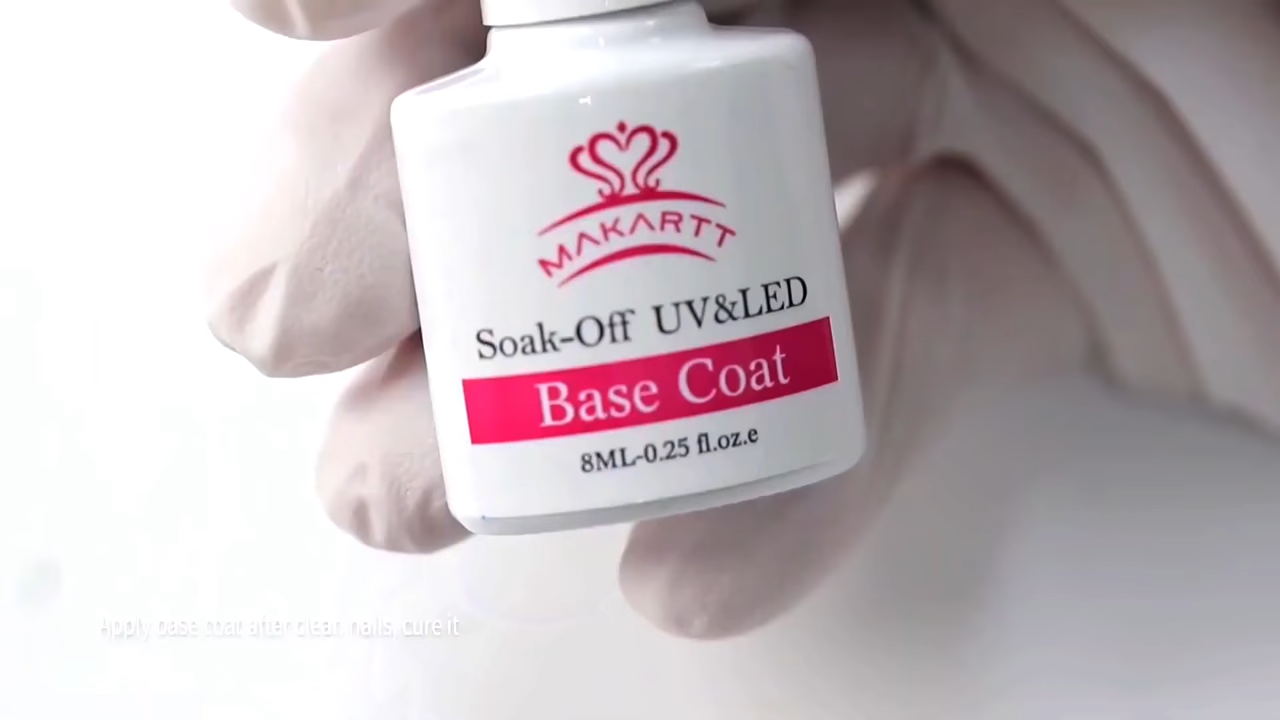 MAKARTT
Soak-Off UV&LED
Base Coat
8ML-0.25 fl.oz.e
Apply base coat after clean nails, cure it